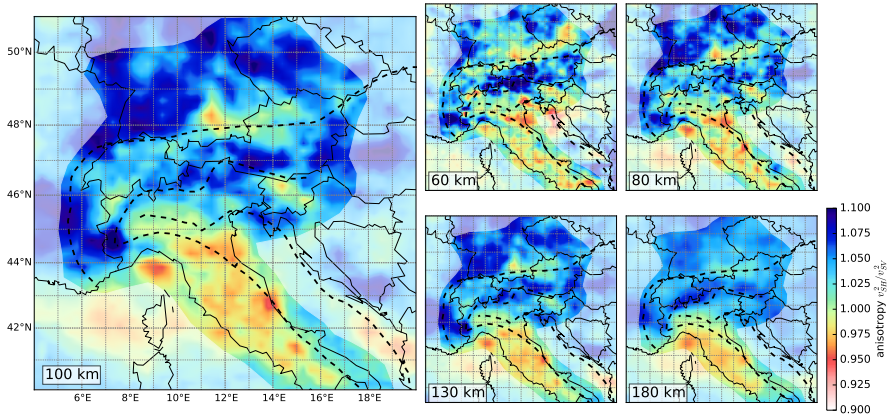 50°N
48°N
46°N
44°N
42°N
100 km
6°E
8°E
10°E
12°E
14°E
16°E
18°E
60 km
80 km
130 km
180 km
1.100
1.075
1.050
1.025
1.000
0.975
0.950
0.925
0.900
anisotropy v²SH/v²SV